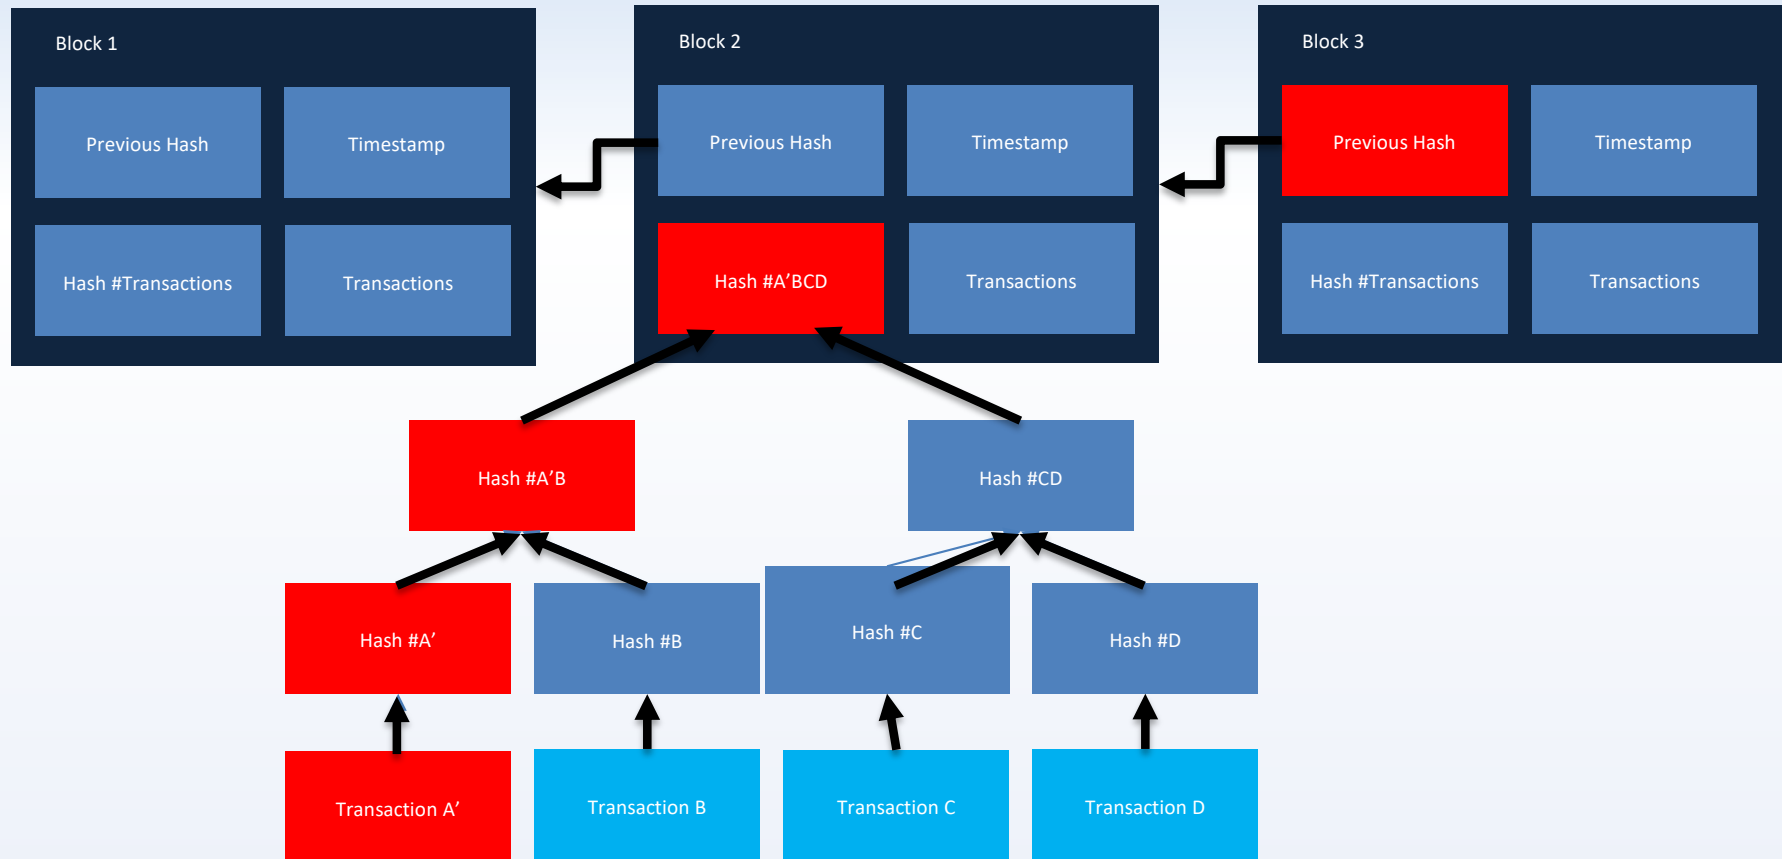 Block 1
Block 2
Block 3
Previous Hash
Timestamp
Previous Hash
Timestamp
Previous Hash
Timestamp
Hash #Transactions
Transactions
Hash #A’BCD
Transactions
Hash #Transactions
Transactions
Hash #A’B
Hash #CD
Hash #A’
Hash #B
Hash #C
Hash #D
Transaction A’
Transaction B
Transaction C
Transaction D